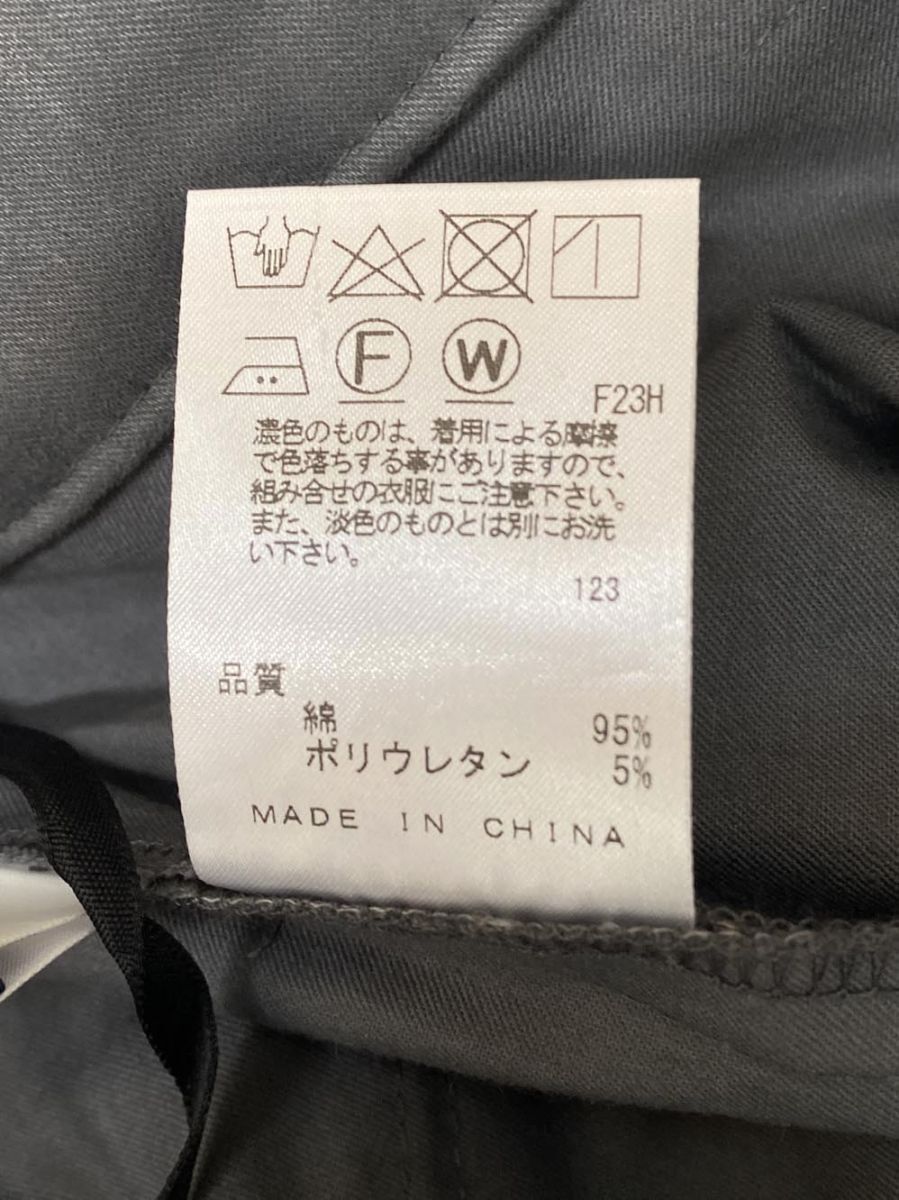 F W
F23H
濃色のものは、着用による摩擦
で色落ちする事がありますので、
組み合せの衣服にご注意下さい。
また、淡色のものとは別にお洗
い下さい。
123
品質
綿 95%
ポリウレタン 5%
MADE IN CHINA